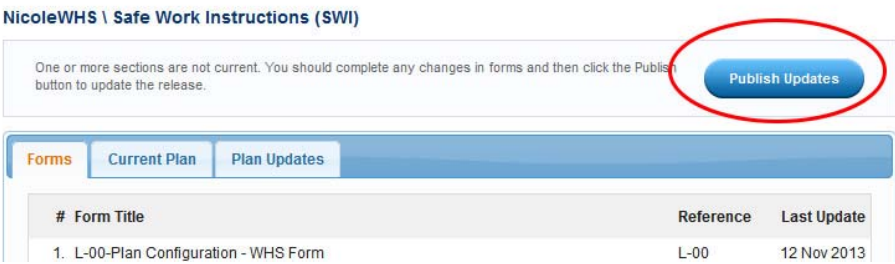 NicoleWHS \ Safe Work Instructions (SWI)
One or more sections are not current. You should complete any changes in forms and then click the Publish
button to update the release.
Publish Updates
Forms Current Plan Plan Updates
# Form Title Reference Last Update
1. L-00-Plan Configuration - WHS Form L-00 12 Nov 2013